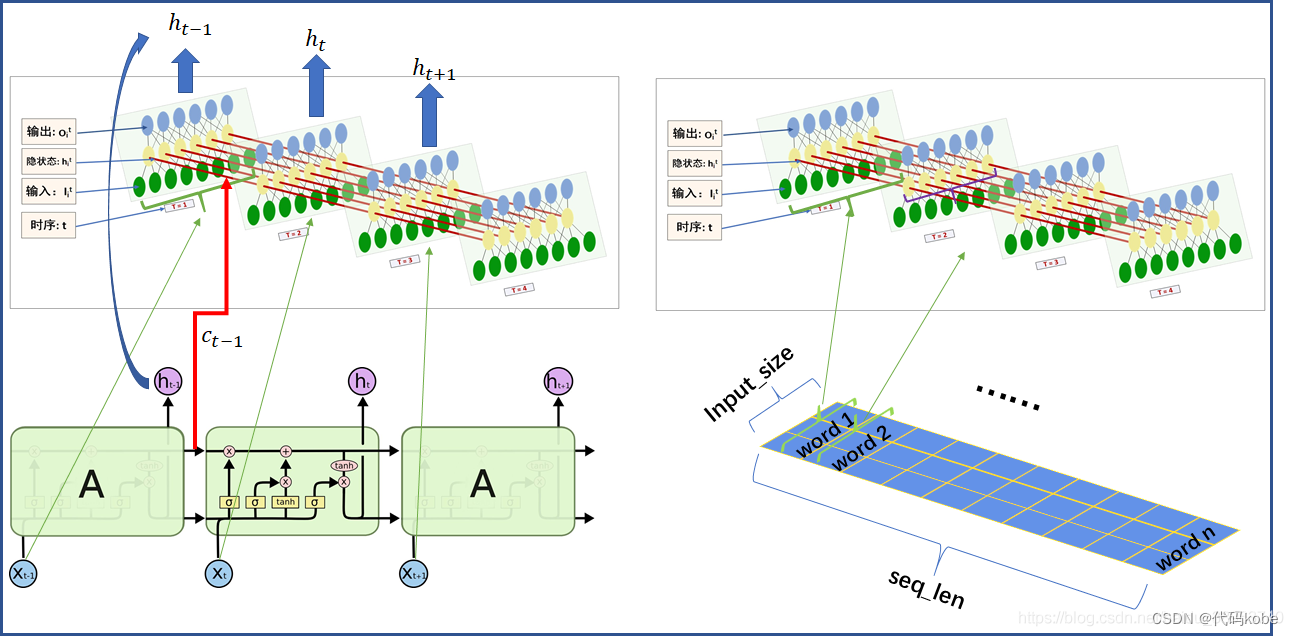 h_{t-1}
h_t
h_{t+1}
输出: o_i^t
隐状态: h_i^t
输入: I_i^t
时序: t
T = 1
T = 2
T = 3
T = 4
输出: o_i^t
隐状态: h_i^t
输入: I_i^t
时序: t
T = 1
T = 2
T = 3
T = 4
c_{t-1}
h_{t-1}
h_t
h_{t+1}
A
x
+
tanh
x
x
σ
σ
tanh
σ
A
X_{t-1}
X_t
X_{t+1}
Input_size
......
word 1
word 2
word n
seq_len
CSDN @代码kobe